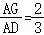 AG/AD = 2/3